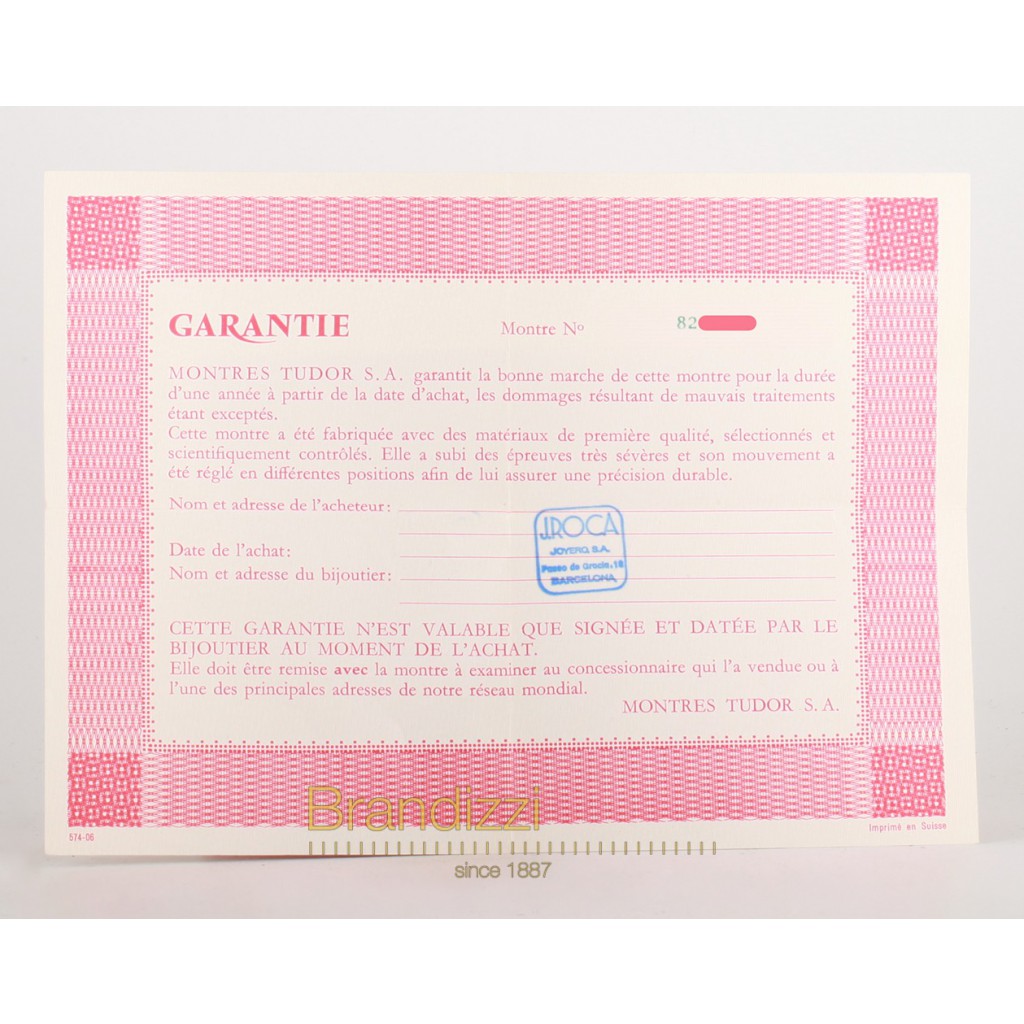 GARANTIE Montre Nº 82
MONTRES TUDOR S.A. garantit la bonne marche de cette montre pour la durée
d'une année à partir de la date d'achat, les dommages résultant de mauvais traitements
étant exceptés.
Cette montre a été fabriquée avec des matériaux de première qualité, sélectionnés et
scientifiquement contrôlés. Elle a subi des épreuves très sévères et son mouvement a
été réglé en différentes positions afin de lui assurer une précision durable.
Nom et adresse de l'acheteur:
J.ROCA
JOYERO, S.A.
Paseo de Gracia, 18
BARCELONA
Date de l'achat:
Nom et adresse du bijoutier:
CETTE GARANTIE N'EST VALABLE QUE SIGNÉE ET DATÉE PAR LE
BIJOUTIER AU MOMENT DE L'ACHAT.
Elle doit être remise avec la montre à examiner au concessionnaire qui l'a vendue ou à
l'une des principales adresses de notre réseau mondial.
MONTRES TUDOR S.A.
574-06
Imprimé en Suisse
Brandizzi
since 1887